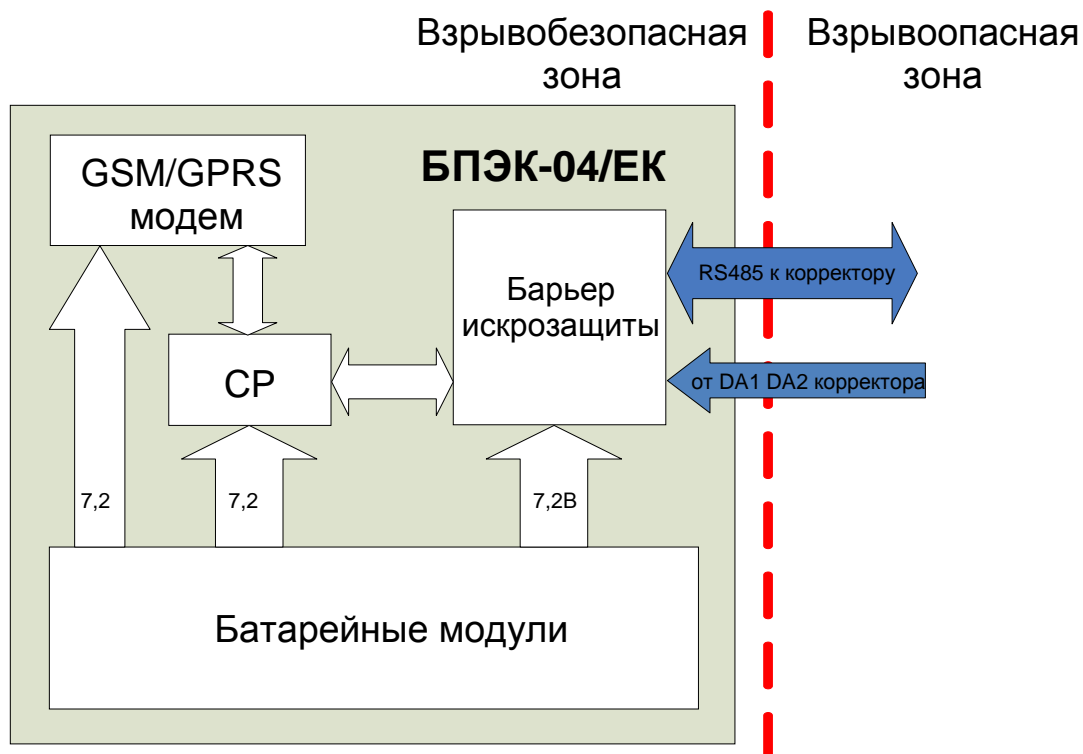 Взрывобезопасная
зона
Взрывоопасная
зона
БПЭК-04/ЕК
GSM/GPRS
модем
Барьер
искрозащиты
RS485 к корректору
CP
от DA1 DA2 корректора
7,2
7,2
7,2В
Батарейные модули